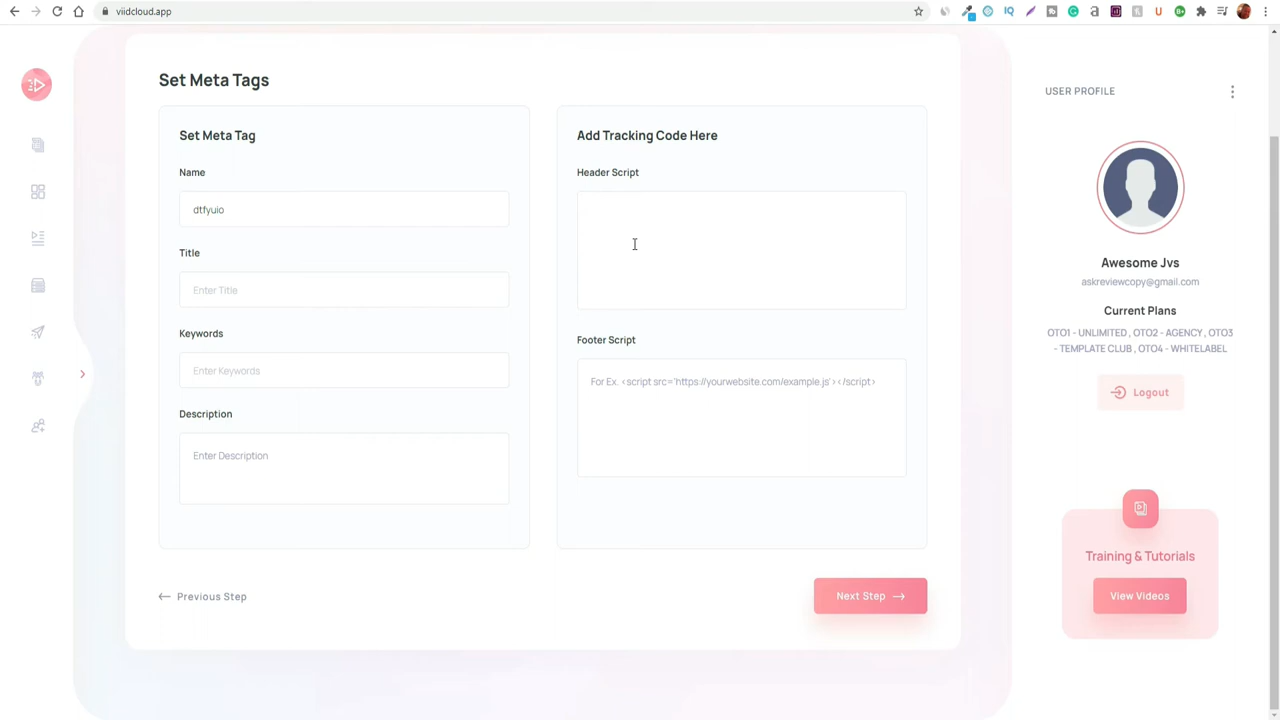 viidcloud.app
Set Meta Tags
Set Meta Tag
Name
dtfyuio
Title
Enter Title
Keywords
Enter Keywords
Description
Enter Description
Previous Step
Add Tracking Code Here
Header Script
Footer Script
For Ex. <script src='https://yourwebsite.com/example.js'></script>
Next Step
USER PROFILE
Awesome Jvs
askreviewcopy@gmail.com
Current Plans
OTO1 - UNLIMITED , OTO2 - AGENCY , OTO3
- TEMPLATE CLUB , OTO4 - WHITELABEL
Logout
Training & Tutorials
View Videos